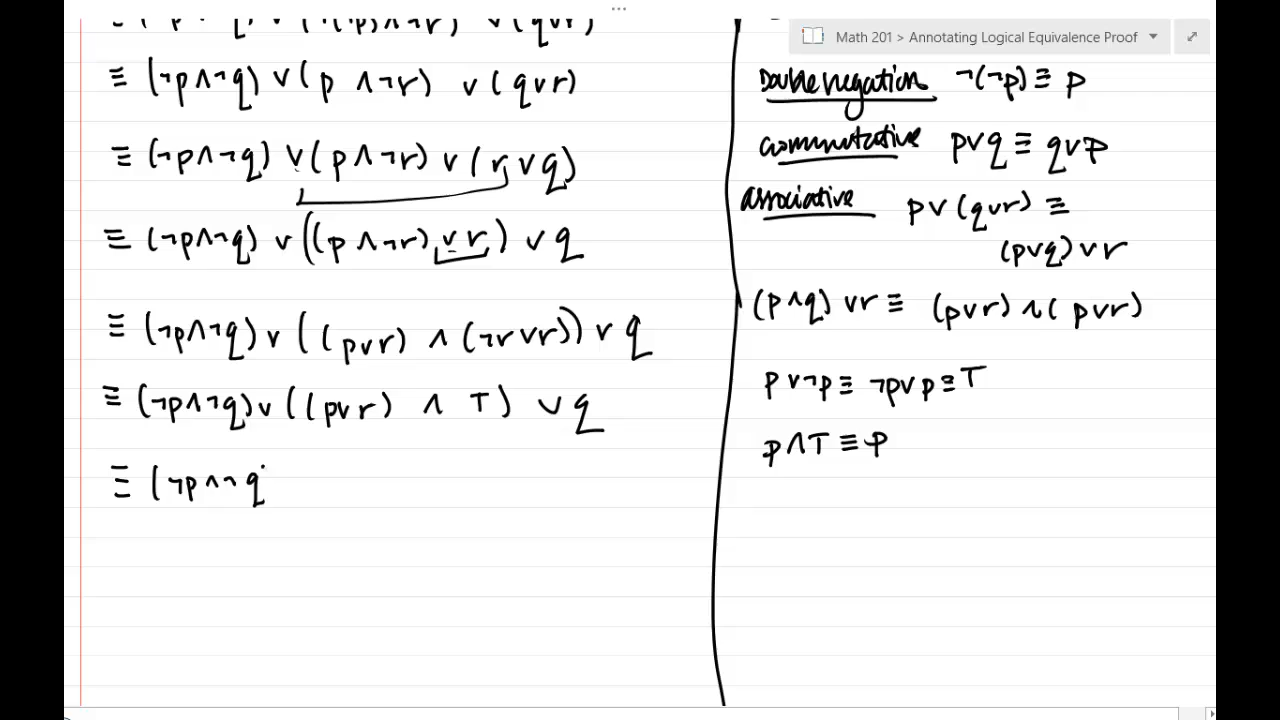 ≡ (¬p∧¬q) ∨ (p ∧¬r) ∨ (q∨r)
≡ (¬p∧¬q) ∨ (p∧¬r) ∨ (r∨q)
≡ (¬p∧¬q) ∨ ((p∧¬r) ∨ r) ∨ q
≡ (¬p∧¬q) ∨ ((p∨r) ∧ (¬r∨r)) ∨ q
≡ (¬p∧¬q) ∨ ((p∨r) ∧ T) ∨ q
≡ (¬p∧¬q
Math 201 > Annotating Logical Equivalence Proof
Double negation ¬(¬p) ≡ p
commutative p∨q ≡ q∨p
associative p∨(q∨r) ≡
(p∨q)∨r
(p∧q) ∨r ≡ (p∨r) ∧( p∨r)
p∨¬p ≡ ¬p∨p ≡ T
p∧T ≡ p